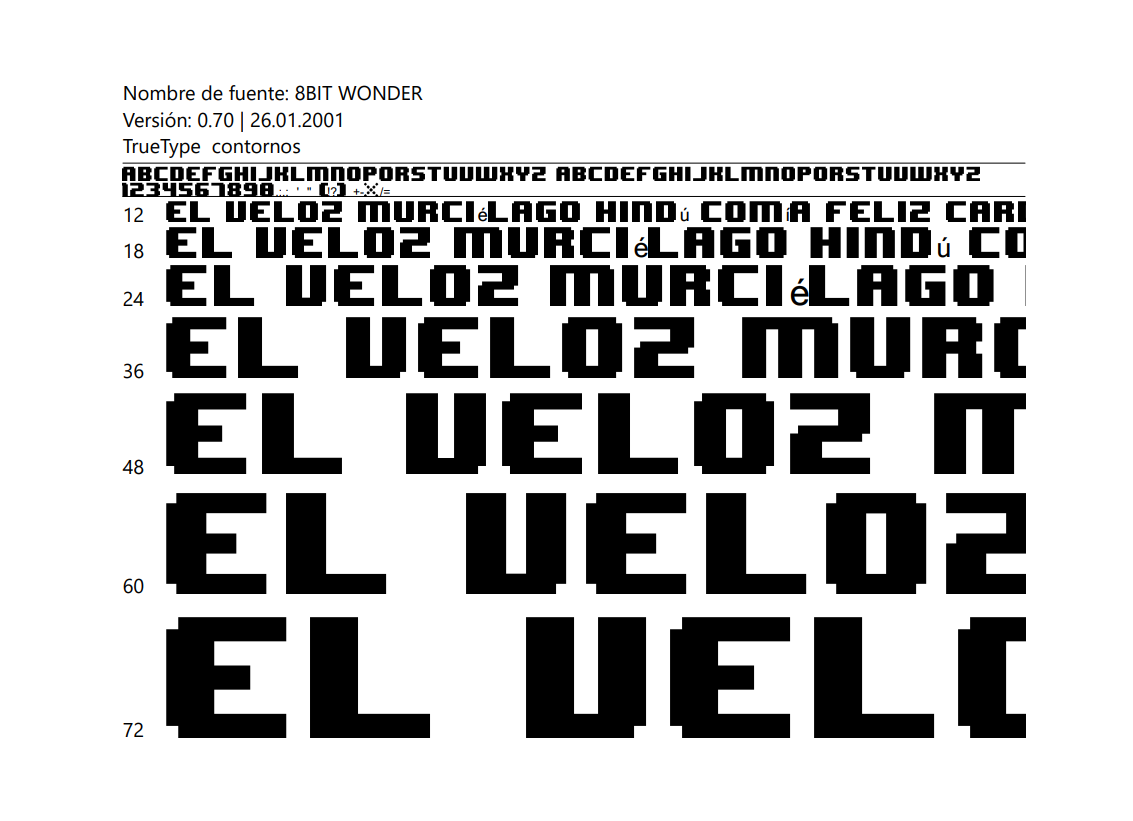 Nombre de fuente: 8BIT WONDER
Versión: 0.70 | 26.01.2001
TrueType contornos
ABCDEFGHIJKLMNOPQRSTUVWXYZ ABCDEFGHIJKLMNOPQRSTUVWXYZ
1234567890.:,; ' " (!?) +-*/=
12 EL VELOZ MURCIéLAGO HINDú COMíA FELIZ CARD
18 EL VELOZ MURCIéLAGO HINDú CO
24 EL VELOZ MURCIéLAGO
36 EL VELOZ MURC
48 EL VELOZ M
60 EL VELOZ
72 EL VELO